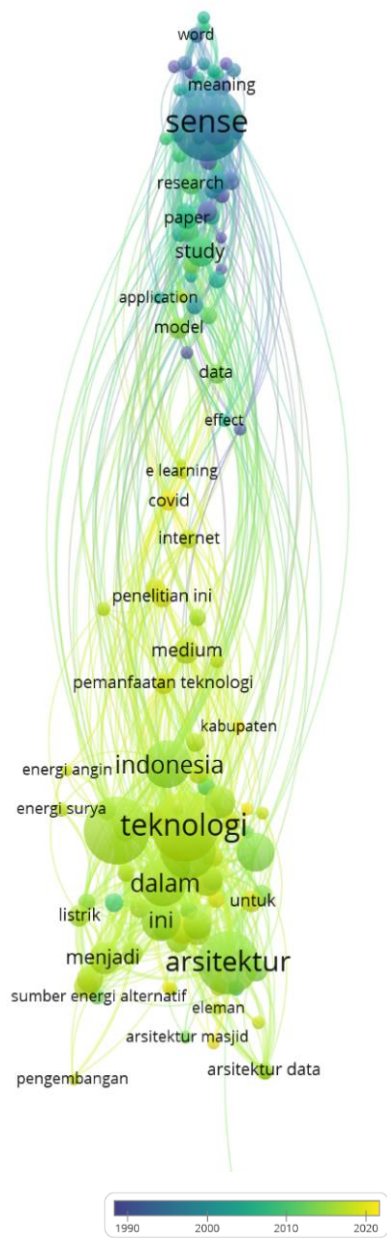 word
meaning
sense
research
paper
study
application
model
data
effect
e learning
covid
internet
penelitian ini
medium
pemanfaatan teknologi
kabupaten
indonesia
energi angin
energi surya
teknologi
dalam
untuk
listrik
ini
menjadi
arsitektur
sumber energi alternatif
eleman
arsitektur masjid
arsitektur data
pengembangan
1990 2000 2010 2020